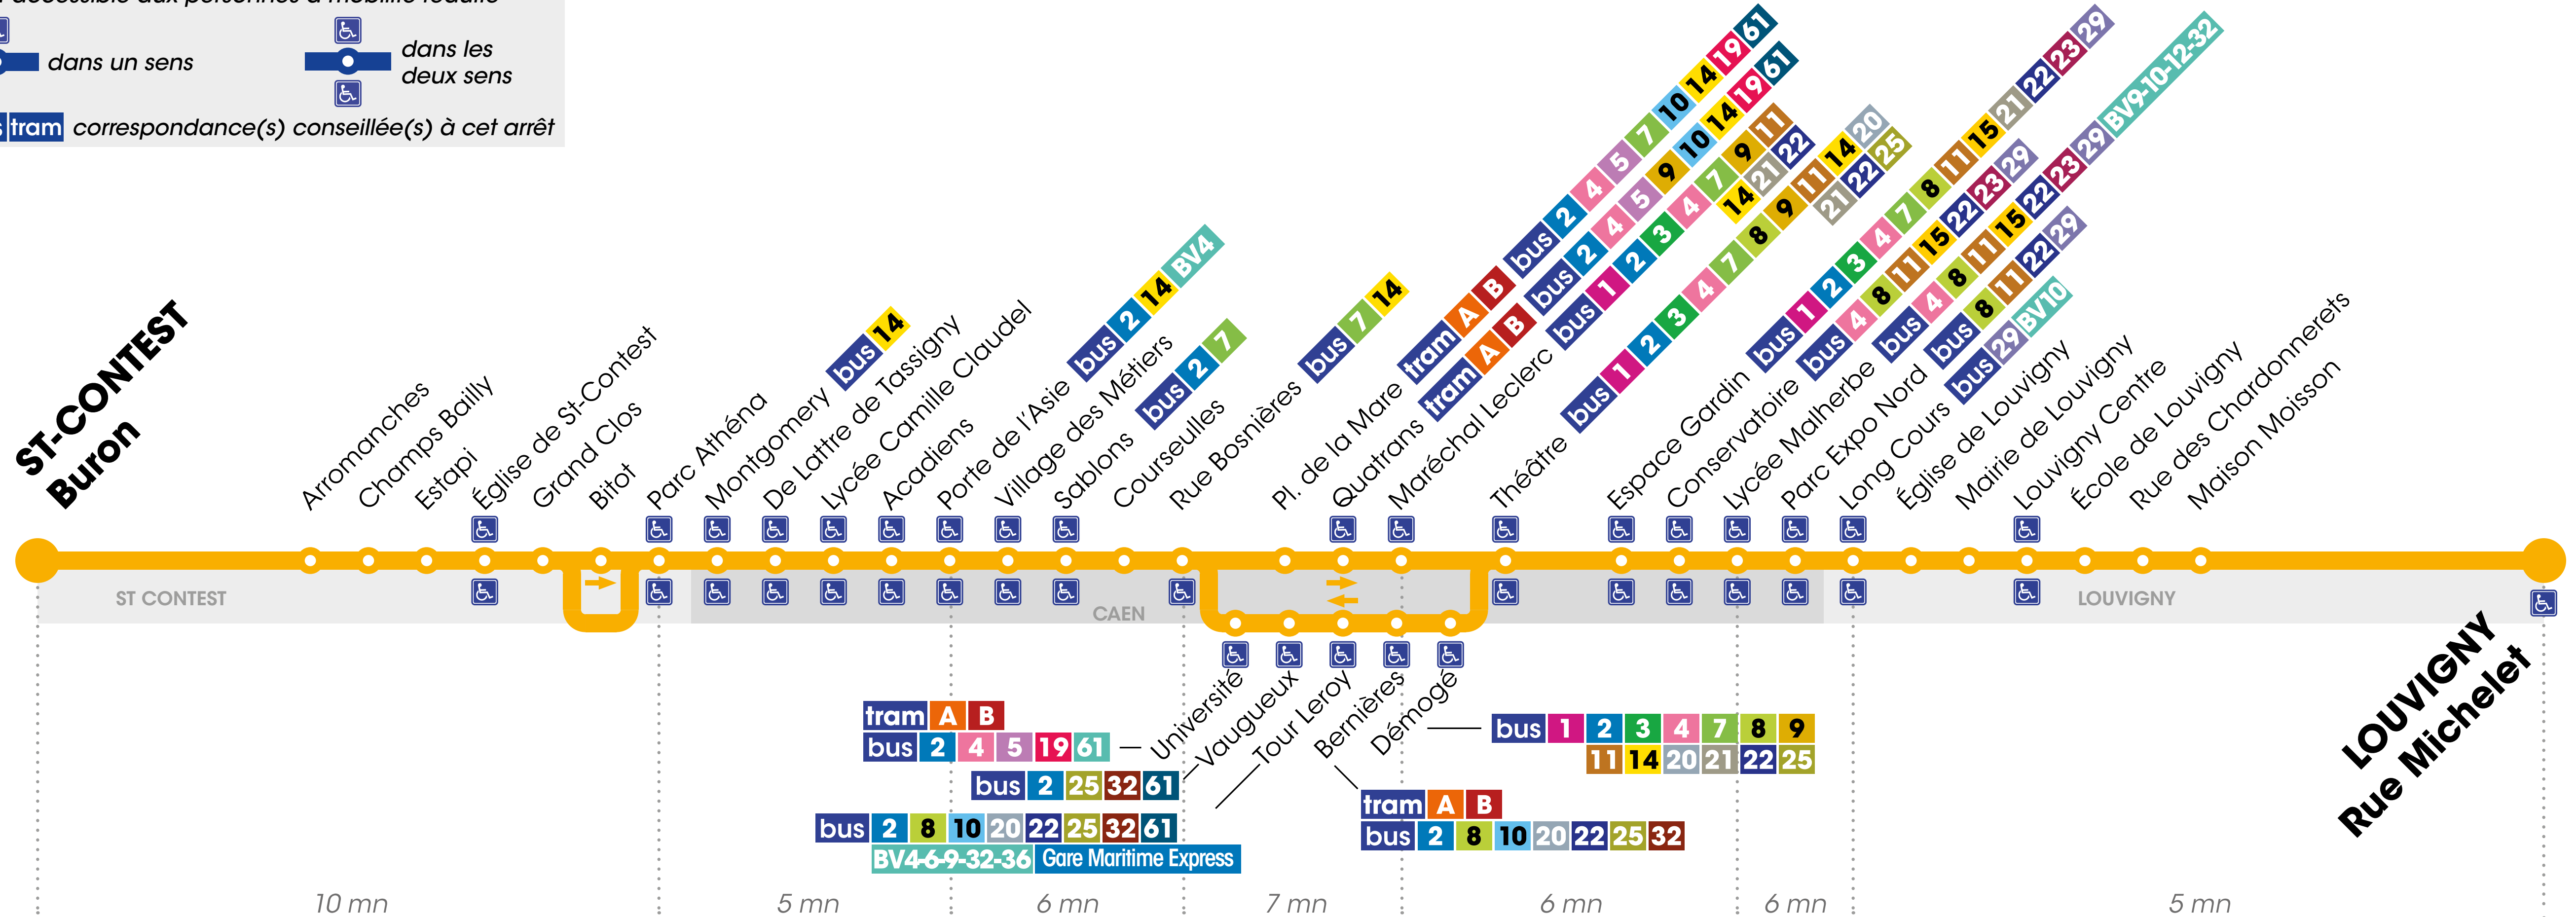 accessible aux personnes à mobilité réduite
dans un sens
dans les
deux sens
tram correspondance(s) conseillée(s) à cet arrêt
ST-CONTEST
Buron
Arromanches
Champs Bailly
Estapi
Église de St-Contest
Grand Clos
Bitot
Parc Athéna
Montgomery bus 14
De Lattre de Tassigny
Lycée Camille Claudel
Acadiens
Porte de l'Asie bus 2 14 BV4
Village des Métiers
Sablons bus 2 7
Courseulles
Rue Bosnières bus 7 14
Pl. de la Mare tram A B bus 2 4 5 7 10 14 19 61
Quatrans tram A B bus 2 4 5 9 10 14 19 61
Maréchal Leclerc bus 1 2 3 4 7 9 11
14 21 22
Théâtre bus 1 2 3 4 7 8 9 11 14 20
21 22 25
Espace Gardin bus 1 2 3 4 7 8 11 15 21 22 23 29
Conservatoire bus 4 8 11 15 22 23 29
Lycée Malherbe bus 4 8 11 15 22 23 29 BV9-10-12-32
Parc Expo Nord bus 8 11 22 29
Long Cours bus 29 BV10
Église de Louvigny
Mairie de Louvigny
Louvigny Centre
École de Louvigny
Rue des Chardonnerets
Maison Moisson
ST CONTEST
CAEN
LOUVIGNY
LOUVIGNY
Rue Michelet
Université
tram A B
bus 2 4 5 19 61
Vaugueux
bus 2 25 32 61
Tour Leroy
bus 2 8 10 20 22 25 32 61
BV4-6-9-32-36 Gare Maritime Express
Bernières
tram A B
bus 2 8 10 20 22 25 32
Démogé
bus 1 2 3 4 7 8 9
11 14 20 21 22 25
10 mn
5 mn
6 mn
7 mn
6 mn
6 mn
5 mn